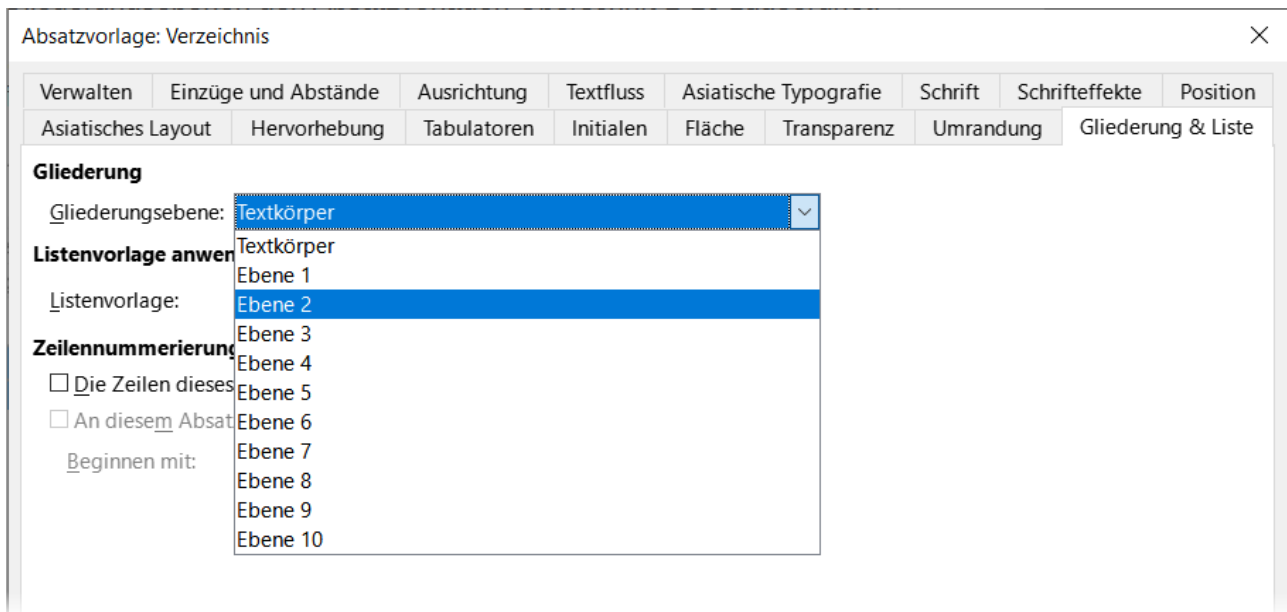 Absatzvorlage: Verzeichnis
Verwalten Einzüge und Abstände Ausrichtung Textfluss Asiatische Typografie Schrift Schrifteffekte Position
Asiatisches Layout Hervorhebung Tabulatoren Initialen Fläche Transparenz Umrandung Gliederung & Liste
Gliederung
Gliederungsebene: Textkörper
Textkörper
Listenvorlage anwen
Ebene 1
Listenvorlage: Ebene 2
Ebene 3
Zeilennummerierung
Ebene 4
Die Zeilen dieses Ebene 5
An diesem Absat Ebene 6
Ebene 7
Beginnen mit:
Ebene 8
Ebene 9
Ebene 10